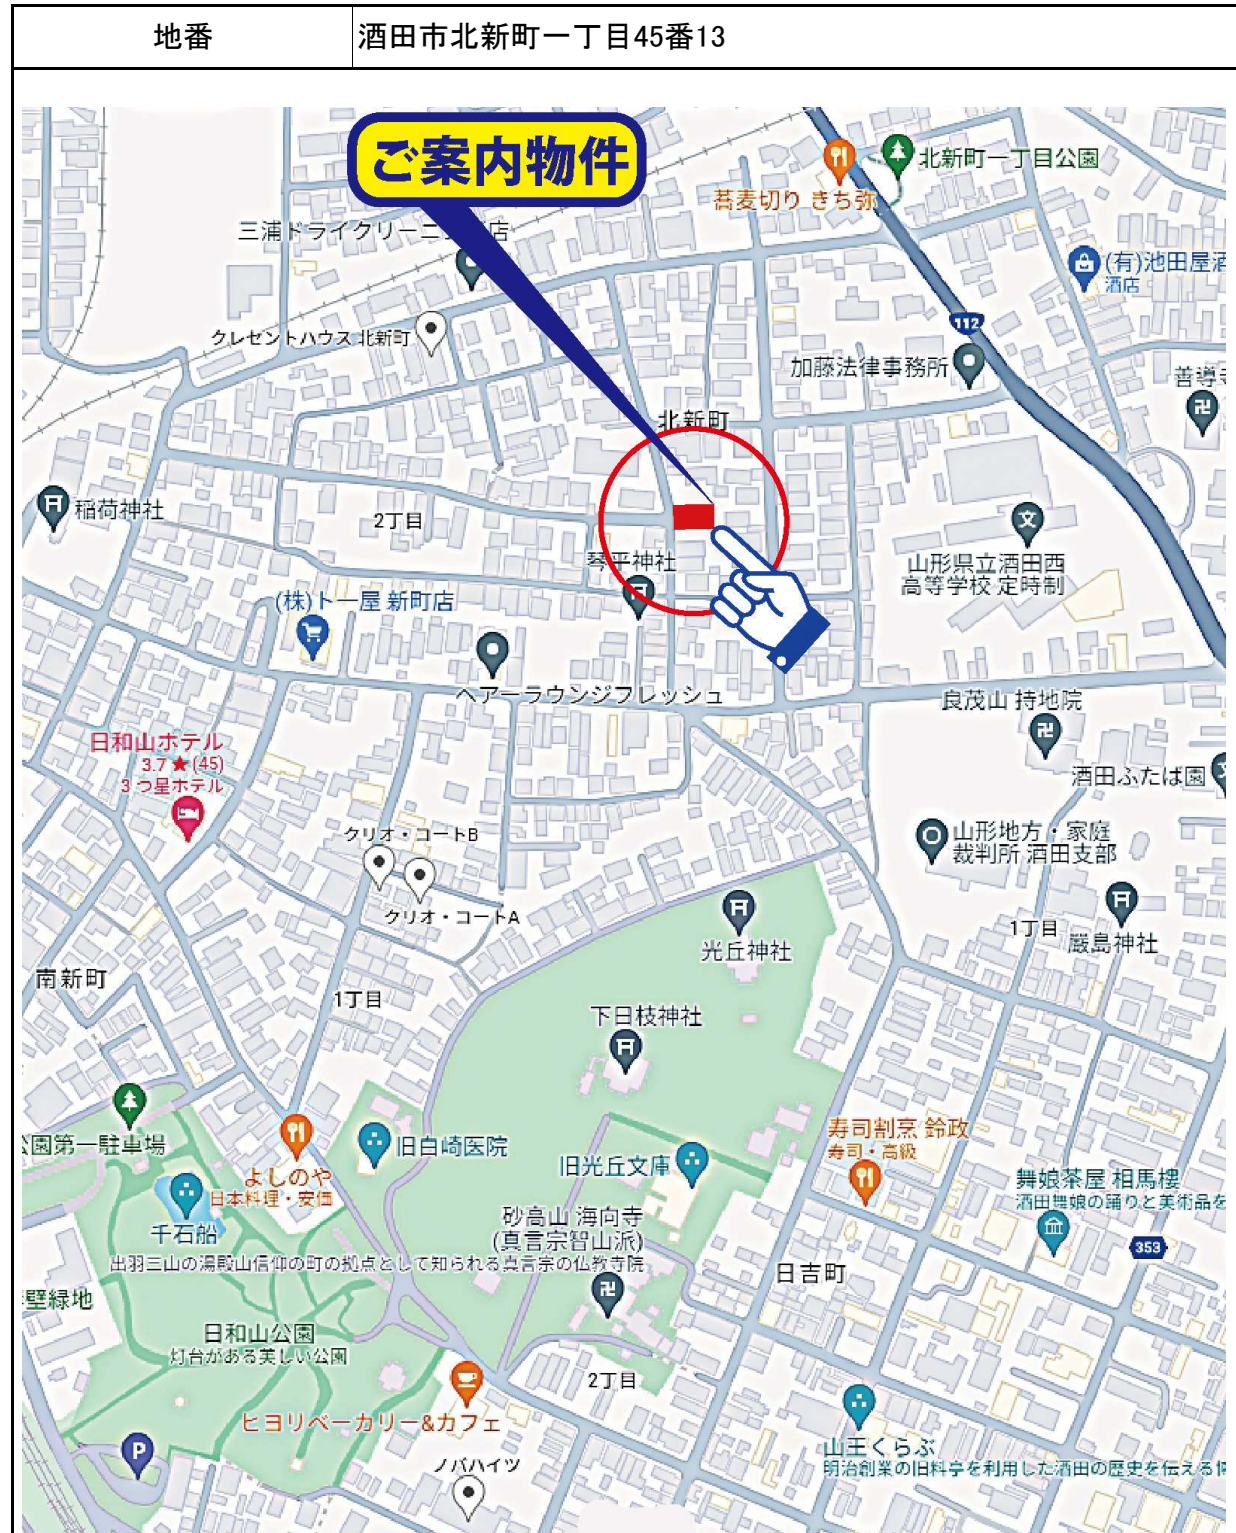 地番
酒田市北新町一丁目45番13
ご案内物件
北新町一丁目公園
蕎麦切り きち弥
三浦ドライクリーニ
店
(有)池田屋酒
酒店
112
クレセントハウス 北新町
加藤法律事務所
善導寺
北新町
稲荷神社
2丁目
山形県立酒田西
高等学校 定時制
琴平神社
(株)ト一屋 新町店
ヘアーラウンジフレッシュ
良茂山 持地院
日和山ホテル
3.7 ★ (45)
3 つ星ホテル
酒田ふたば園
クリオ・コートB
山形地方・家庭
裁判所 酒田支部
クリオ・コートA
光丘神社
1丁目
厳島神社
南新町
1丁目
下日枝神社
公園第一駐車場
よしのや
日本料理・安価
旧白崎医院
旧光丘文庫
寿司割烹 鈴政
寿司・高級
舞娘茶屋 相馬樓
酒田舞娘の踊りと美術品を
千石船
砂高山 海向寺
(真言宗智山派)
出羽三山の湯殿山信仰の町の拠点として知られる真言宗の仏教寺院
353
日吉町
壁緑地
日和山公園
灯台がある美しい公園
2丁目
ヒヨリベーカリー&カフェ
P
山王くらぶ
明治創業の旧料亭を利用した酒田の歴史を伝える博
ノバハイツ